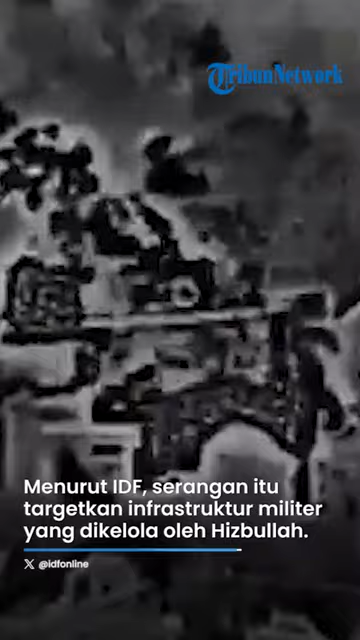 TribunNetwork
Menurut IDF, serangan itu
targetkan infrastruktur militer
yang dikelola oleh Hizbullah.
X @idfonline